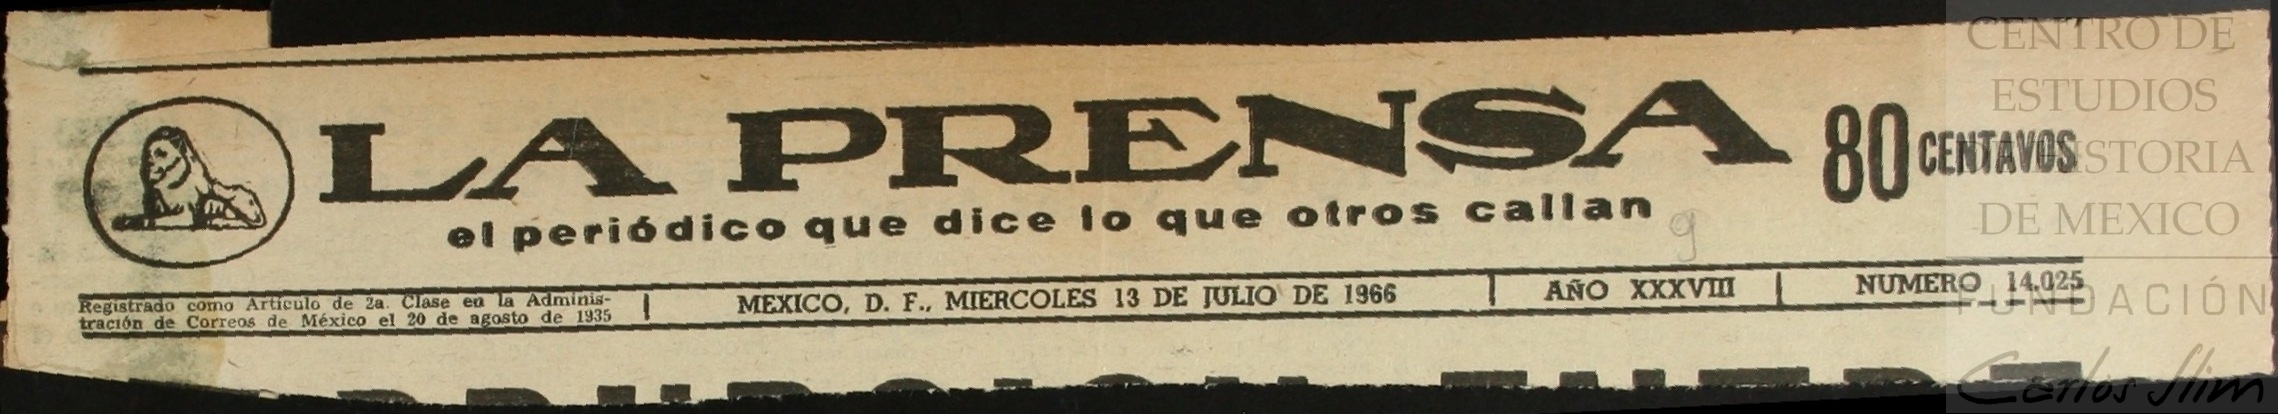 LA PRENSA
80 CENTAVOS
el periódico que dice lo que otros callan
g
Registrado como Artículo de 2a. Clase en la Adminis-
tración de Correos de México el 20 de agosto de 1935
MEXICO, D. F., MIERCOLES 13 DE JULIO DE 1966
AÑO XXXVIII
NUMERO 14.025
CENTRO DE
ESTUDIOS
HISTORIA
DE MEXICO
FUNDACIÓN
Carlos Slim